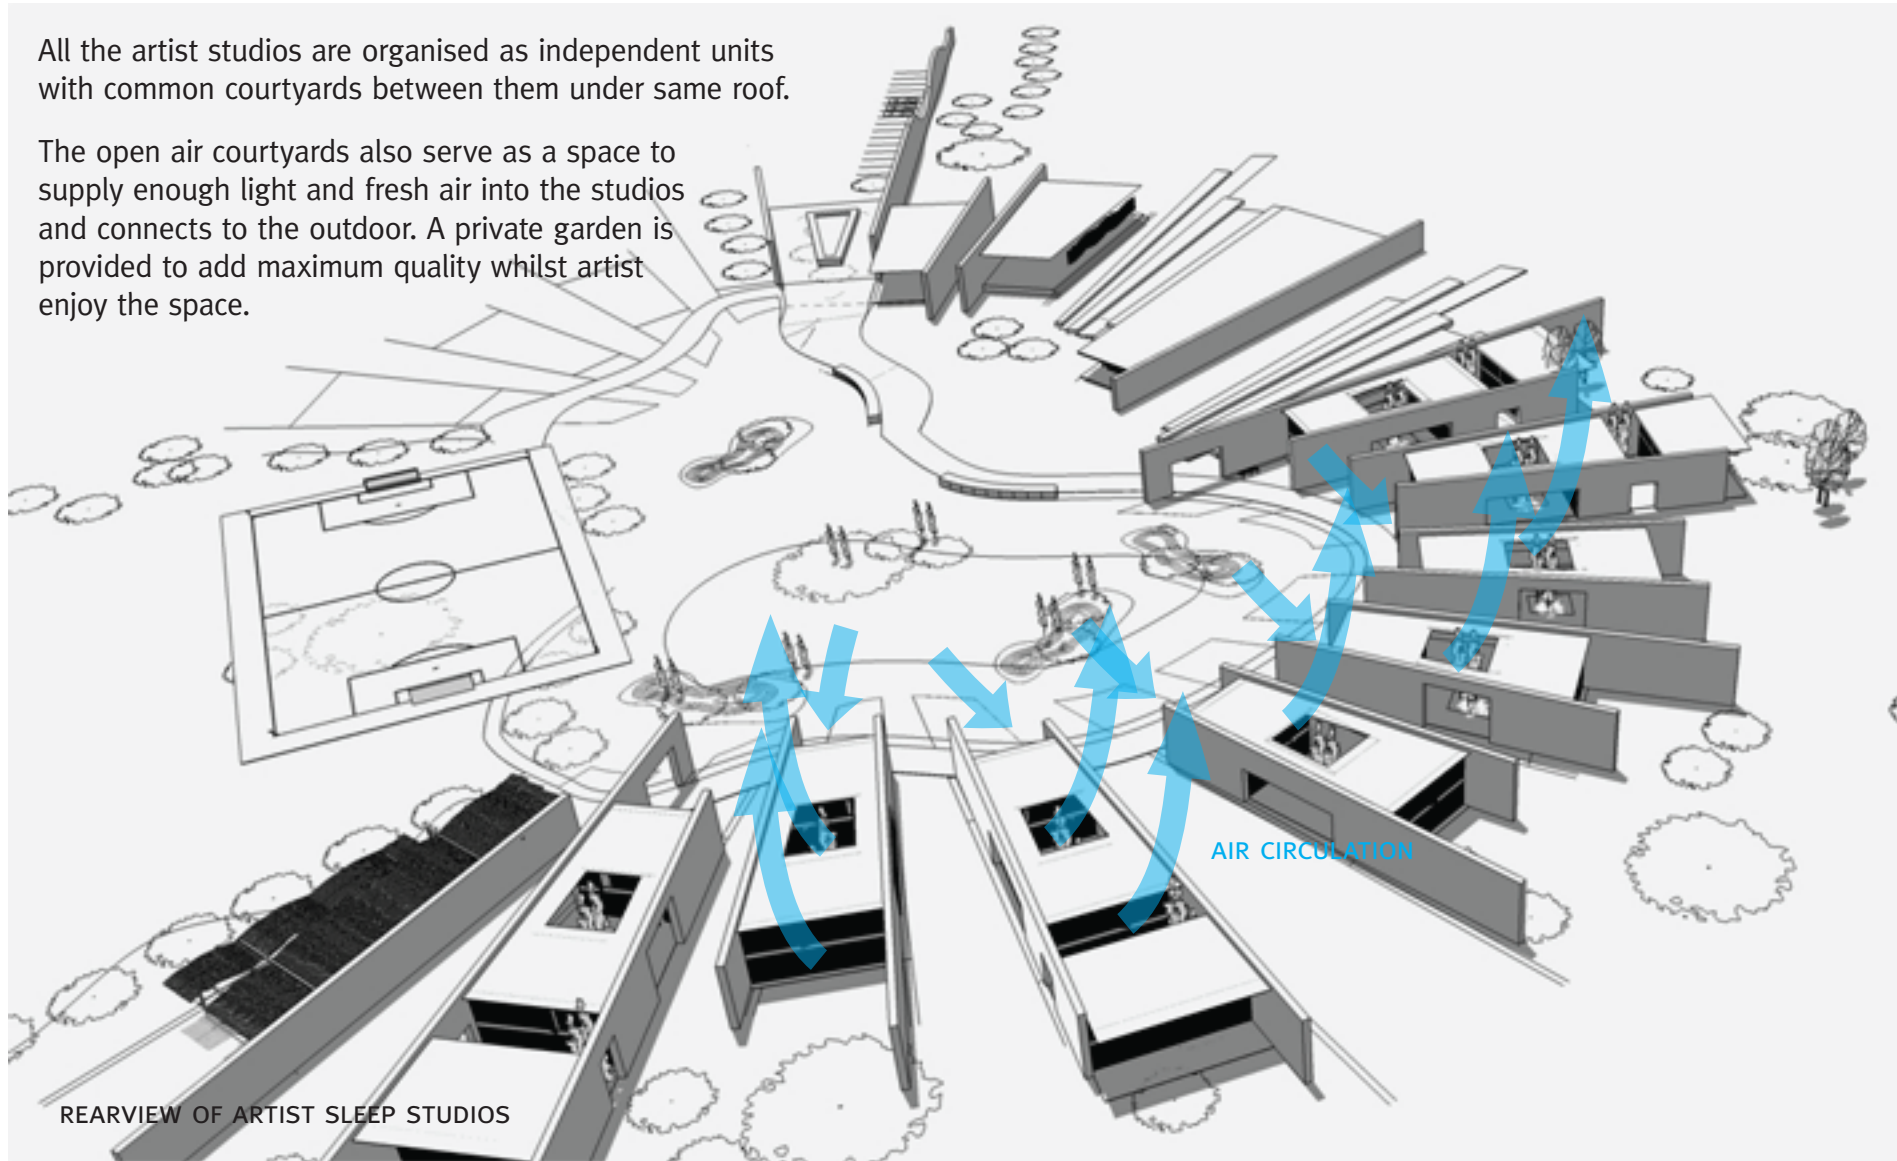 All the artist studios are organised as independent units
with common courtyards between them under same roof.
The open air courtyards also serve as a space to
supply enough light and fresh air into the studios
and connects to the outdoor. A private garden is
provided to add maximum quality whilst artist
enjoy the space.
AIR CIRCULATION
REARVIEW OF ARTIST SLEEP STUDIOS